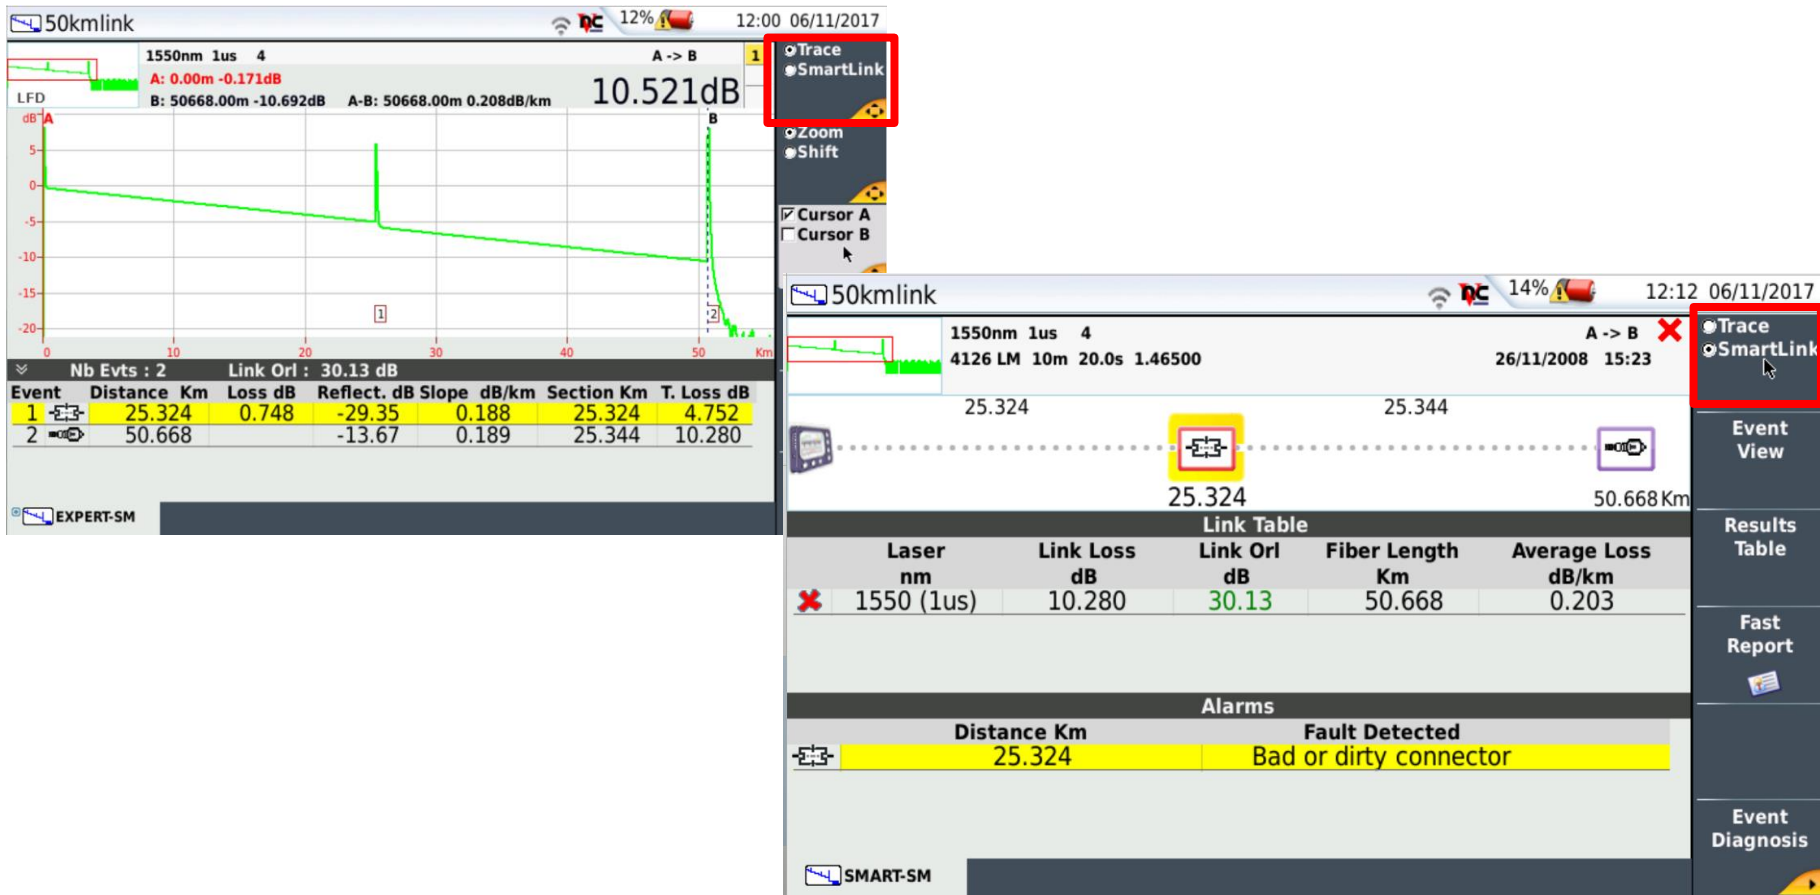 50kmlink 12% 12:00 06/11/2017
1550nm 1us 4 A -> B 1
A: 0.00m -0.171dB
B: 50668.00m -10.692dB A-B: 50668.00m 0.208dB/km 10.521dB
LFD
Trace
SmartLink
Zoom
Shift
Cursor A
Cursor B
dB A B
5
0
-5
-10
-15
-20
1 2
0 10 20 30 40 50 Km
Nb Evts : 2 Link Orl : 30.13 dB
Event Distance Km Loss dB Reflect. dB Slope dB/km Section Km T. Loss dB
1 25.324 0.748 -29.35 0.188 25.324 4.752
2 50.668 -13.67 0.189 25.344 10.280
EXPERT-SM
50kmlink 14% 12:12 06/11/2017
1550nm 1us 4 A -> B
4126 LM 10m 20.0s 1.46500 26/11/2008 15:23
Trace
SmartLink
25.324 25.344
25.324 50.668 Km
Event
View
Link Table
Results
Table
Laser Link Loss Link Orl Fiber Length Average Loss
nm dB dB Km dB/km
1550 (1us) 10.280 30.13 50.668 0.203
Fast
Report
Alarms
Distance Km Fault Detected
25.324 Bad or dirty connector
Event
Diagnosis
SMART-SM